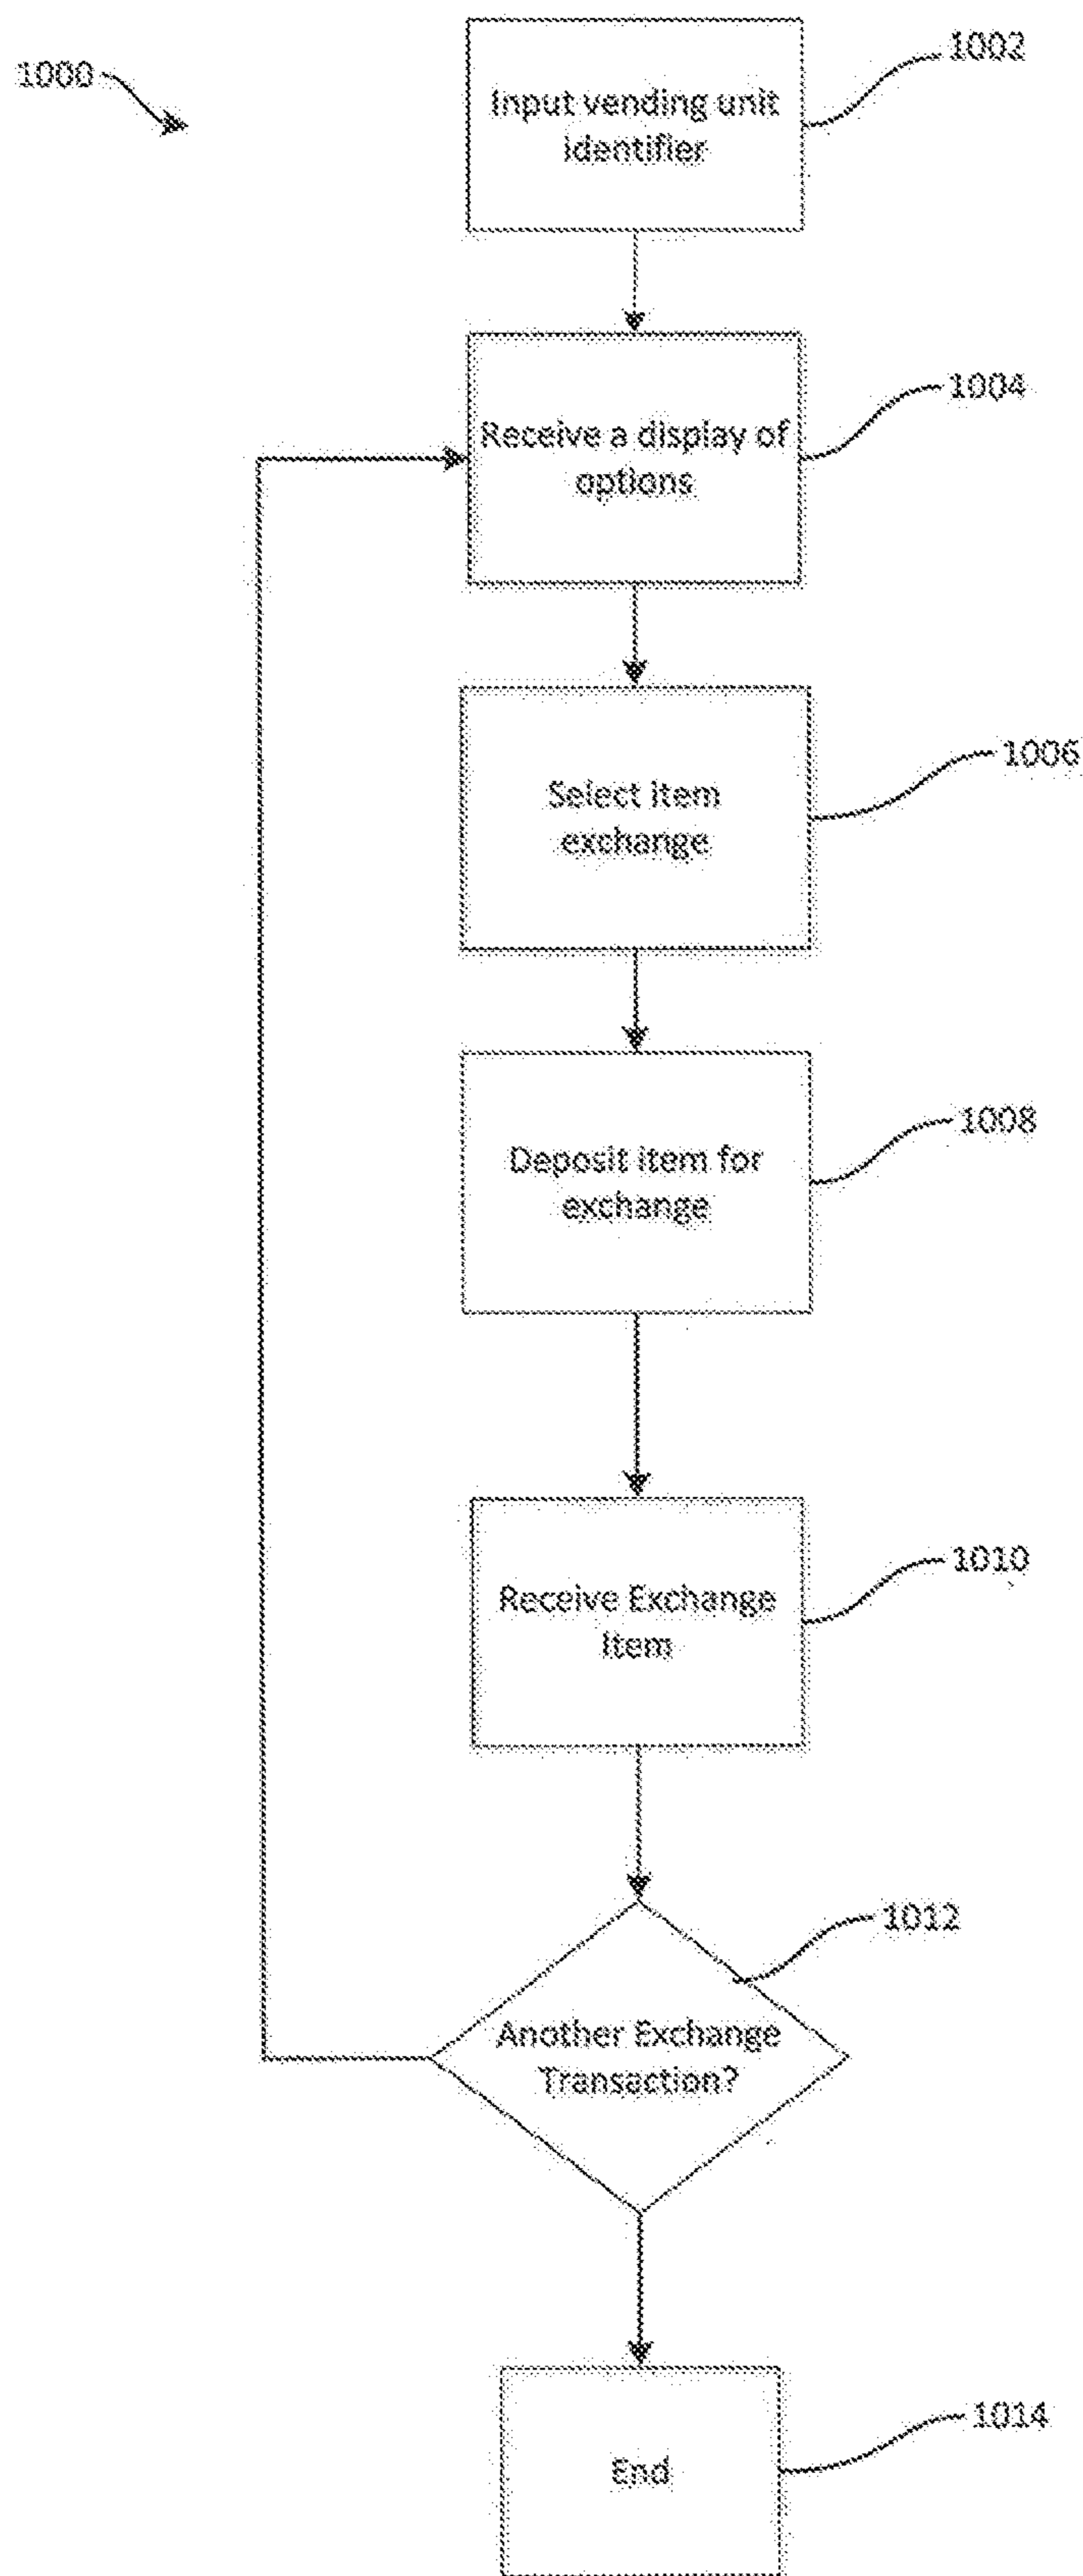 1000
1002
Input vending unit
identifier
1004
Receive a display of
options
1006
Select item
exchange
1008
Deposit item for
exchange
1010
Receive Exchange
Item
1012
Another Exchange
Transaction?
1014
End